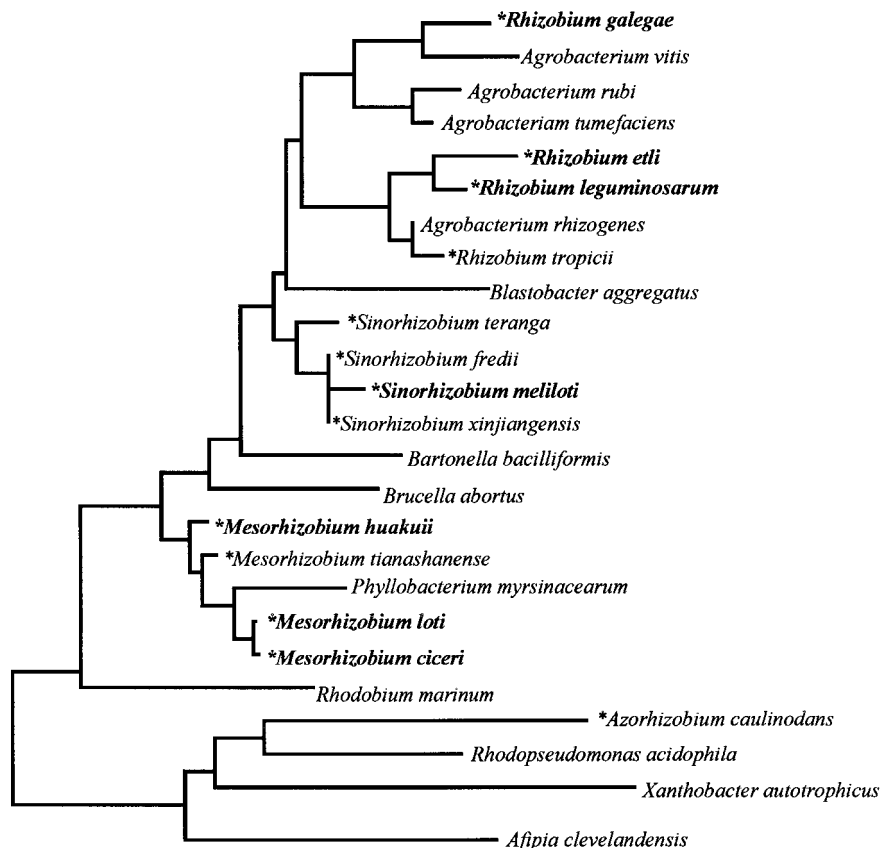 *Rhizobium galegae
Agrobacterium vitis
Agrobacterium rubi
Agrobacteriam tumefaciens
*Rhizobium etli
*Rhizobium leguminosarum
Agrobacterium rhizogenes
*Rhizobium tropicii
Blastobacter aggregatus
*Sinorhizobium teranga
*Sinorhizobium fredii
*Sinorhizobium meliloti
*Sinorhizobium xinjiangensis
Bartonella bacilliformis
Brucella abortus
*Mesorhizobium huakuii
*Mesorhizobium tianashanense
Phyllobacterium myrsinacearum
*Mesorhizobium loti
*Mesorhizobium ciceri
Rhodobium marinum
*Azorhizobium caulinodans
Rhodopseudomonas acidophila
Xanthobacter autotrophicus
Afipia clevelandensis